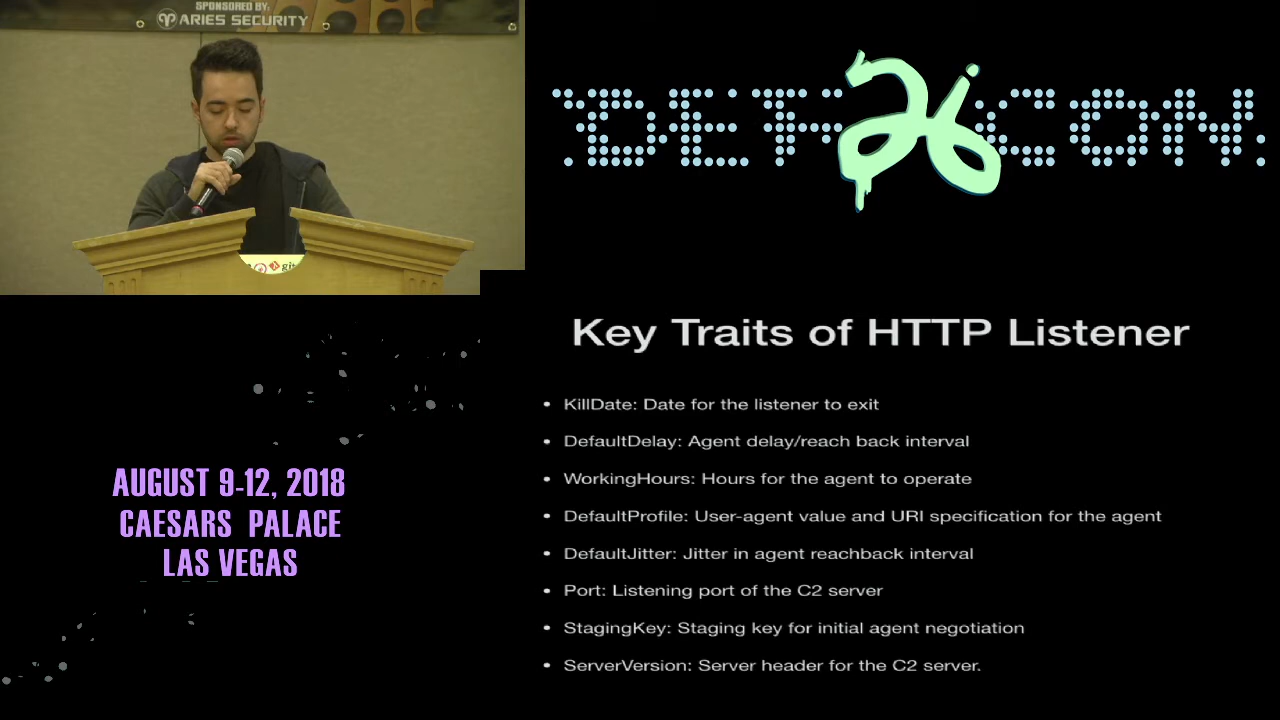 SPONSORED BY:
ARIES SECURITY
DEF 26 CON
AUGUST 9-12, 2018
CAESARS PALACE
LAS VEGAS
Key Traits of HTTP Listener
• KillDate: Date for the listener to exit
• DefaultDelay: Agent delay/reach back interval
• WorkingHours: Hours for the agent to operate
• DefaultProfile: User-agent value and URI specification for the agent
• DefaultJitter: Jitter in agent reachback interval
• Port: Listening port of the C2 server
• StagingKey: Staging key for initial agent negotiation
• ServerVersion: Server header for the C2 server.